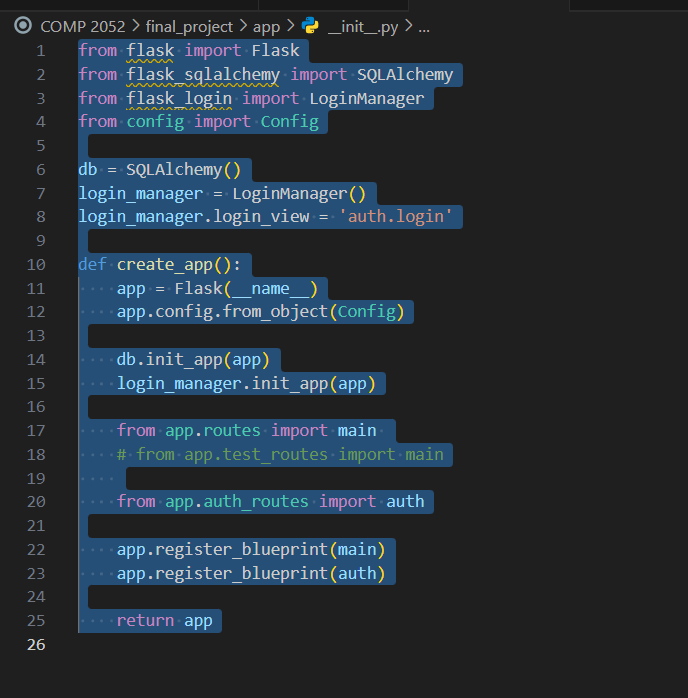 COMP 2052 > final_project > app > __init__.py > ...
1 from flask import Flask
2 from flask_sqlalchemy import SQLAlchemy
3 from flask_login import LoginManager
4 from config import Config
5
6 db = SQLAlchemy()
7 login_manager = LoginManager()
8 login_manager.login_view = 'auth.login'
9
10 def create_app():
11     app = Flask(__name__)
12     app.config.from_object(Config)
13
14     db.init_app(app)
15     login_manager.init_app(app)
16
17     from app.routes import main
18     # from app.test_routes import main
19
20     from app.auth_routes import auth
21
22     app.register_blueprint(main)
23     app.register_blueprint(auth)
24
25     return app
26